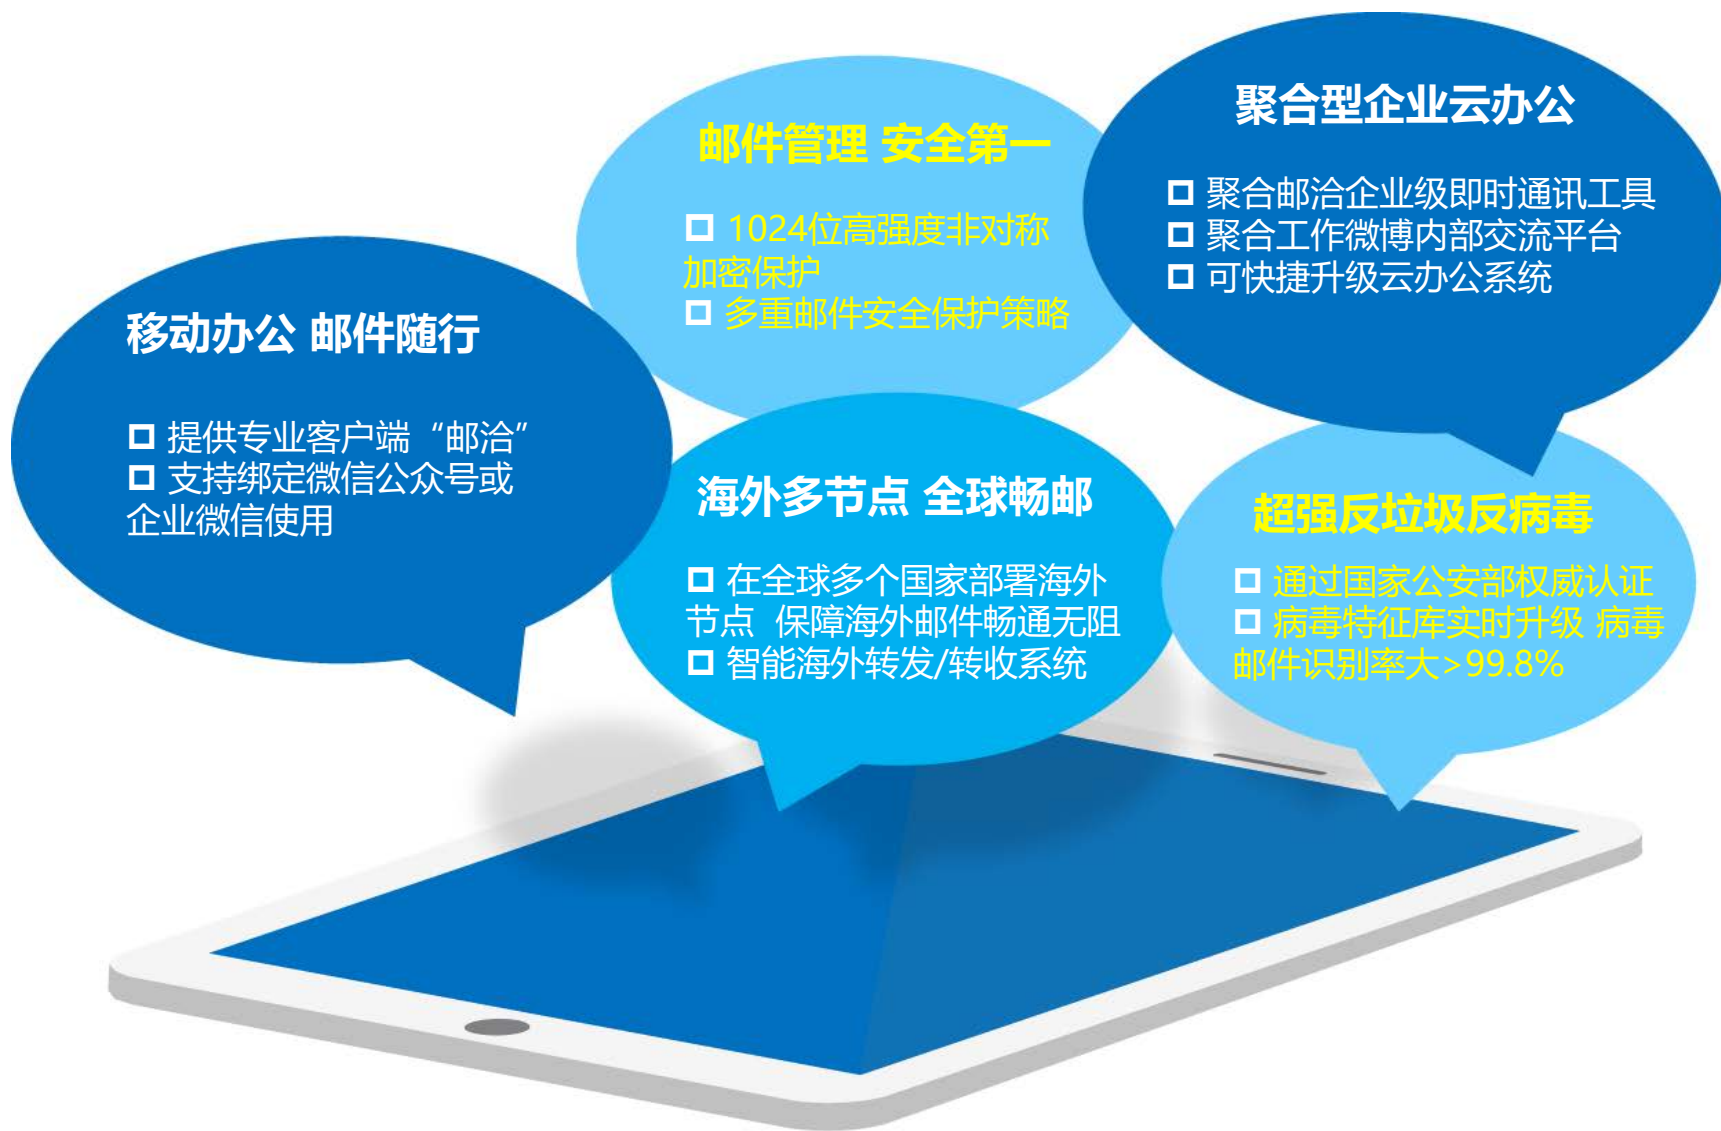 移动办公 邮件随行
提供专业客户端“邮洽”
支持绑定微信公众号或
企业微信使用
邮件管理 安全第一
1024位高强度非对称
加密保护
多重邮件安全保护策略
聚合型企业云办公
聚合邮洽企业级即时通讯工具
聚合工作微博内部交流平台
可快捷升级云办公系统
海外多节点 全球畅邮
在全球多个国家部署海外
节点 保障海外邮件畅通无阻
智能海外转发/转收系统
超强反垃圾反病毒
通过国家公安部权威认证
病毒特征库实时升级 病毒
邮件识别率大>99.8%